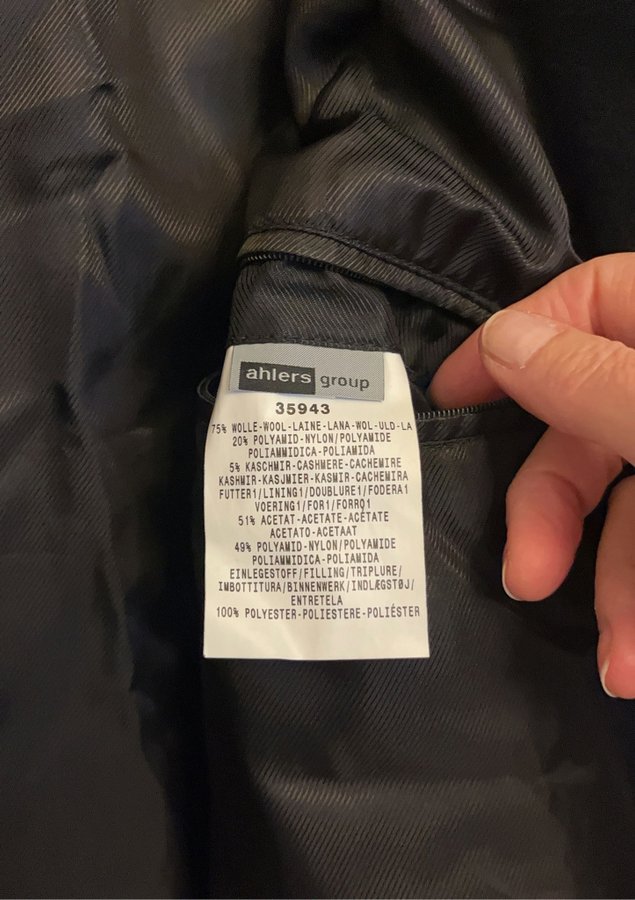 ahlers group
35943
75% WOLLE-WOOL-LAINE-LANA-WOL-ULD-LA
20% POLYAMID-NYLON/POLYAMIDE
POLIAMMIDICA-POLIAMIDA
5% KASCHMIR-CASHMERE-CACHEMIRE
KASHMIR-KASJMIER-KASMIR-CACHEMIRA
FUTTER1/LINING1/DOUBLURE1/FODERA1
VOERING1/FOR1/FORRO1
51% ACETAT-ACETATE-ACÉTATE
ACETATO-ACETAAT
49% POLYAMID-NYLON/POLYAMIDE
POLIAMMIDICA-POLIAMIDA
EINLEGESTOFF/FILLING/TRIPLURE/
IMBOTTITURA/BINNENWERK/INDLÆGSTØJ/
ENTRETELA
100% POLYESTER-POLIESTERE-POLIÉSTER